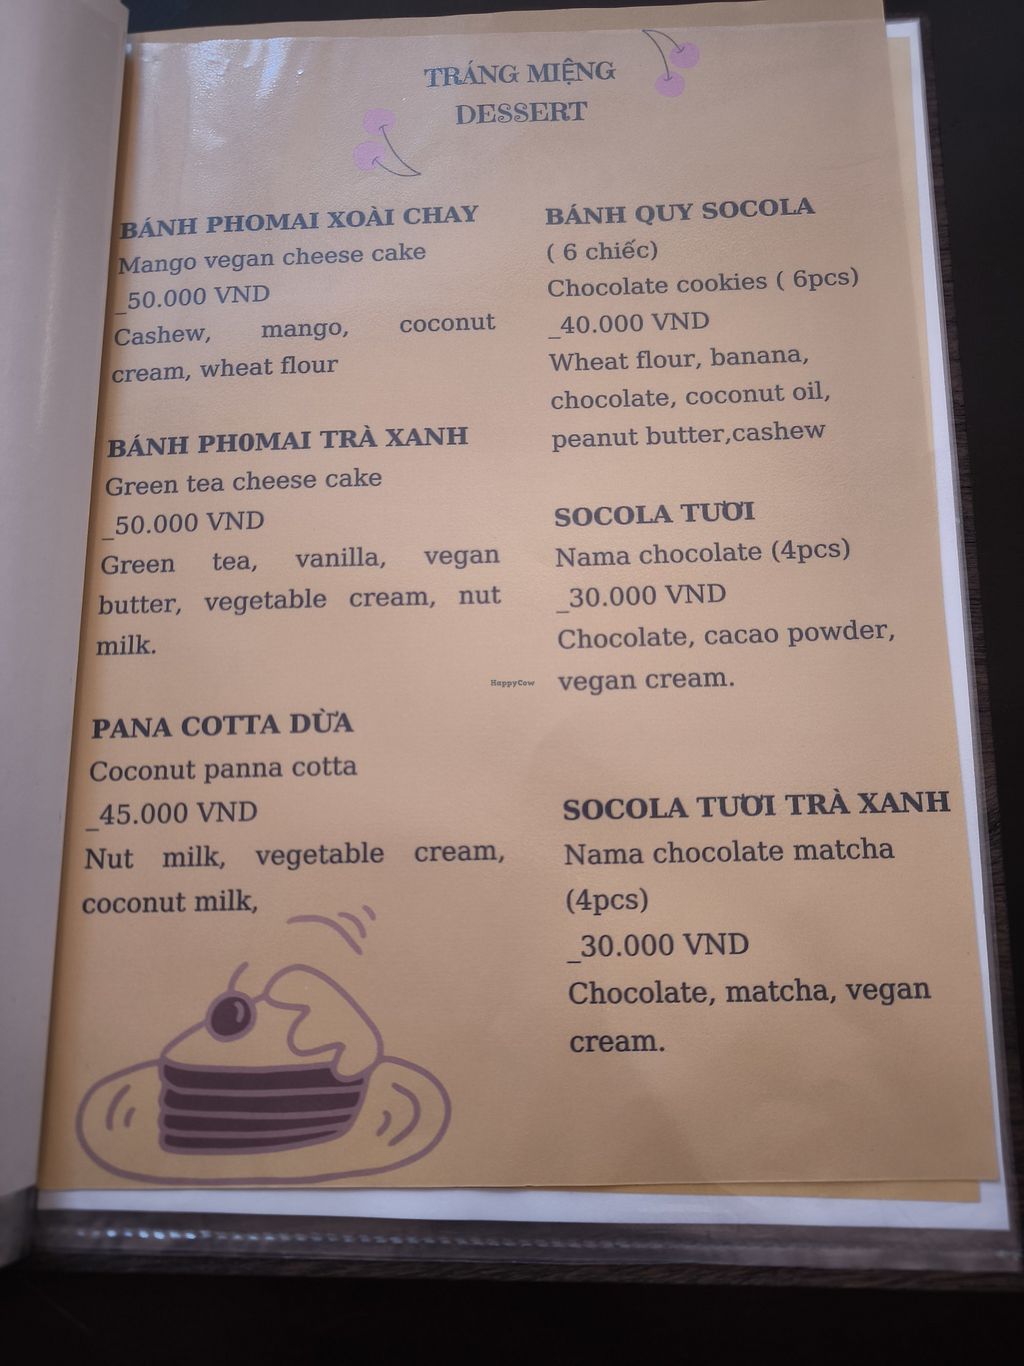 TRÁNG MIỆNG
DESSERT
BÁNH PHOMAI XOÀI CHAY
Mango vegan cheese cake
_50.000 VND
Cashew, mango, coconut
cream, wheat flour
BÁNH PH0MAI TRÀ XANH
Green tea cheese cake
_50.000 VND
Green tea, vanilla, vegan
butter, vegetable cream, nut
milk.
PANA COTTA DỪA
Coconut panna cotta
_45.000 VND
Nut milk, vegetable cream,
coconut milk,
BÁNH QUY SOCOLA
( 6 chiếc)
Chocolate cookies ( 6pcs)
_40.000 VND
Wheat flour, banana,
chocolate, coconut oil,
peanut butter,cashew
SOCOLA TƯƠI
Nama chocolate (4pcs)
_30.000 VND
Chocolate, cacao powder,
vegan cream.
SOCOLA TƯƠI TRÀ XANH
Nama chocolate matcha
(4pcs)
_30.000 VND
Chocolate, matcha, vegan
cream.
HappyCow